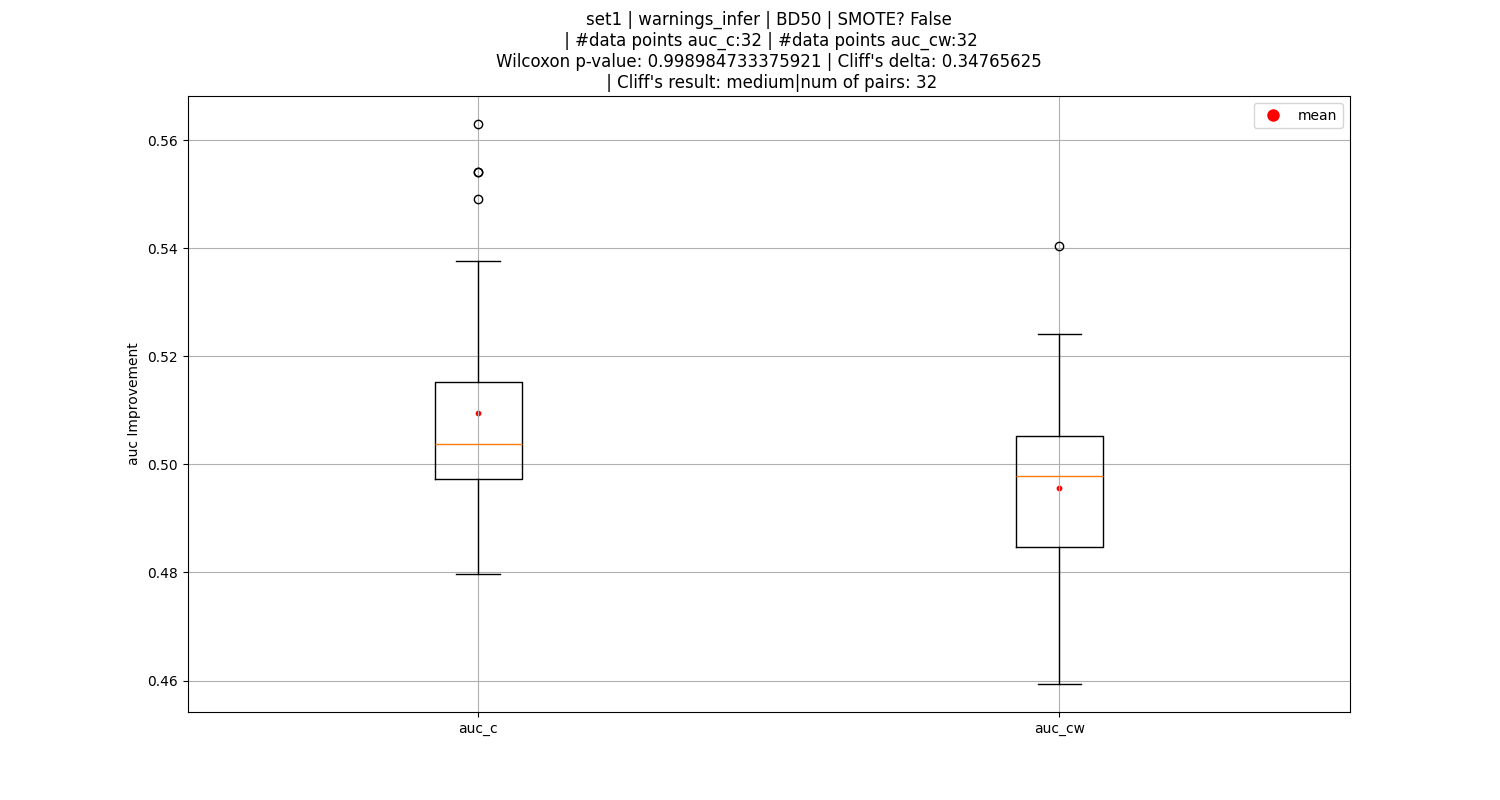 set1 | warnings_infer | BD50 | SMOTE? False
| #data points auc_c:32 | #data points auc_cw:32
Wilcoxon p-value: 0.998984733375921 | Cliff's delta: 0.34765625
| Cliff's result: medium|num of pairs: 32
mean
0.56
0.54
0.52
0.50
0.48
0.46
auc Improvement
auc_c
auc_cw